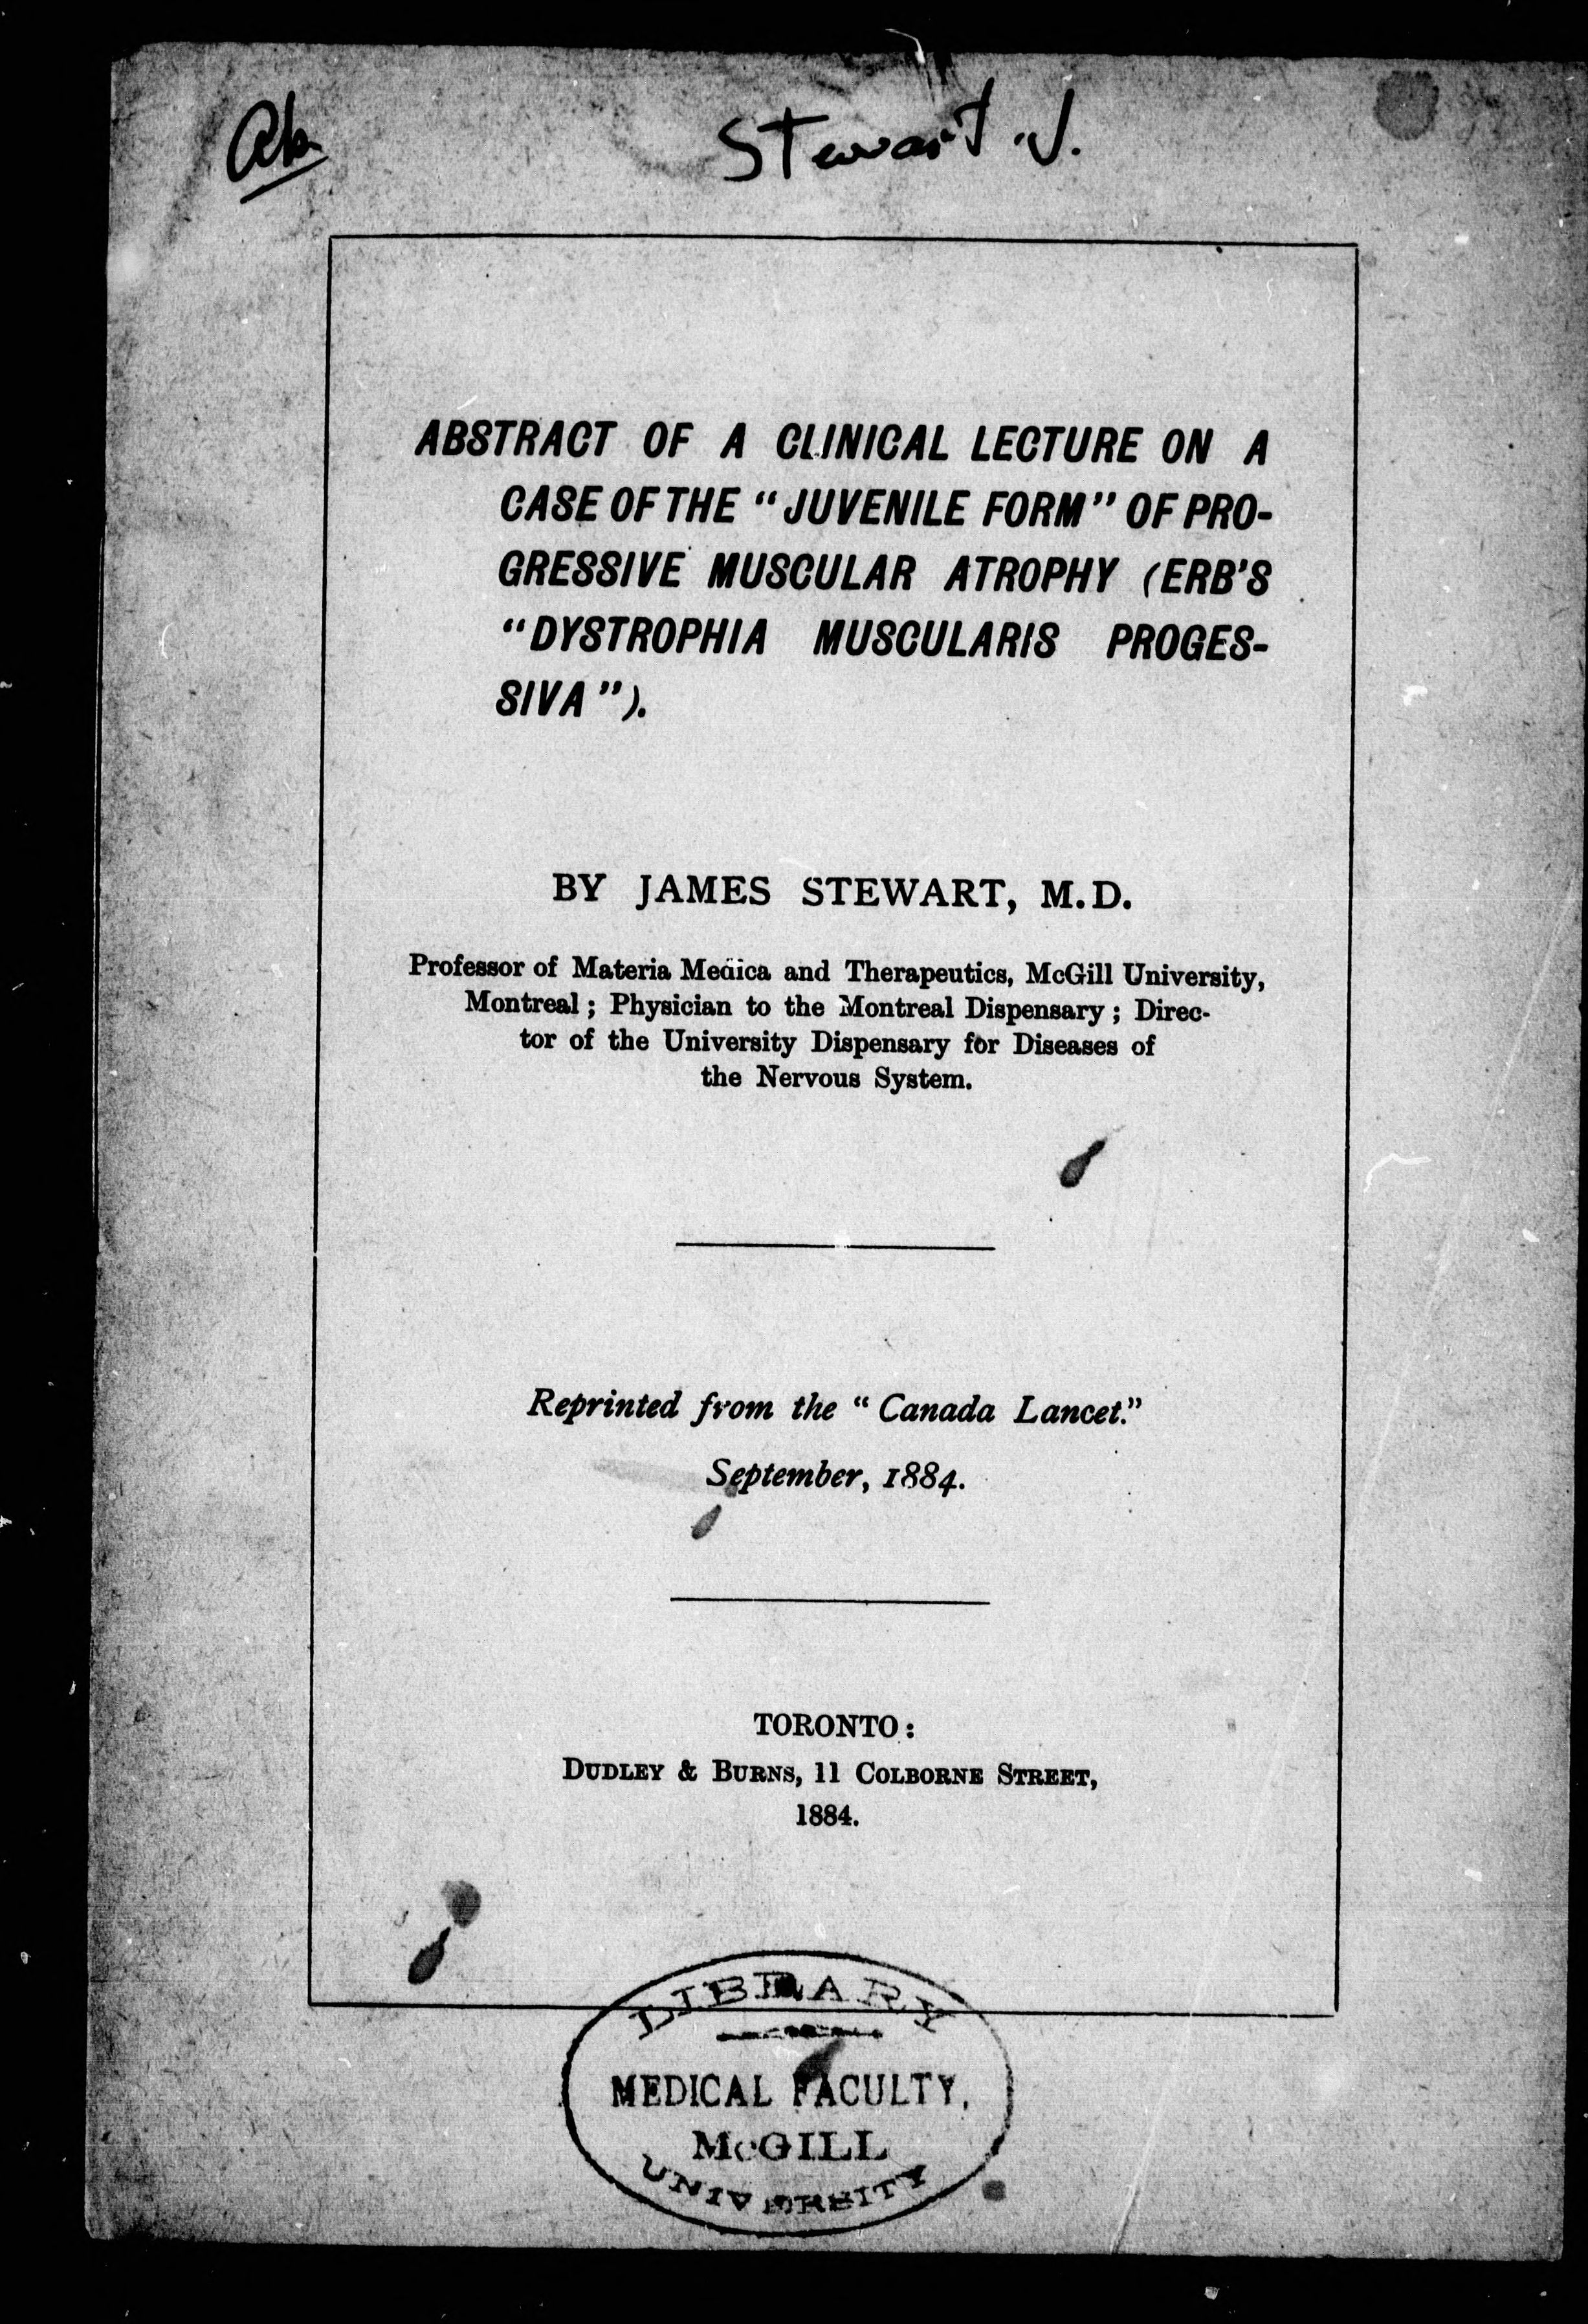 Stewart. J.
ABSTRACT OF A CLINICAL LECTURE ON A
CASE OF THE "JUVENILE FORM" OF PRO-
GRESSIVE MUSCULAR ATROPHY (ERB'S
"DYSTROPHIA MUSCULARIS PROGES-
SIVA").
BY JAMES STEWART, M.D.
Professor of Materia Medica and Therapeutics, McGill University,
Montreal; Physician to the Montreal Dispensary; Direc-
tor of the University Dispensary for Diseases of
the Nervous System.
Reprinted from the "Canada Lancet."
September, 1884.
TORONTO:
DUDLEY & BURNS, 11 COLBORNE STREET,
1884.
LIBRARY
MEDICAL FACULTY,
McGILL
UNIVERSITY